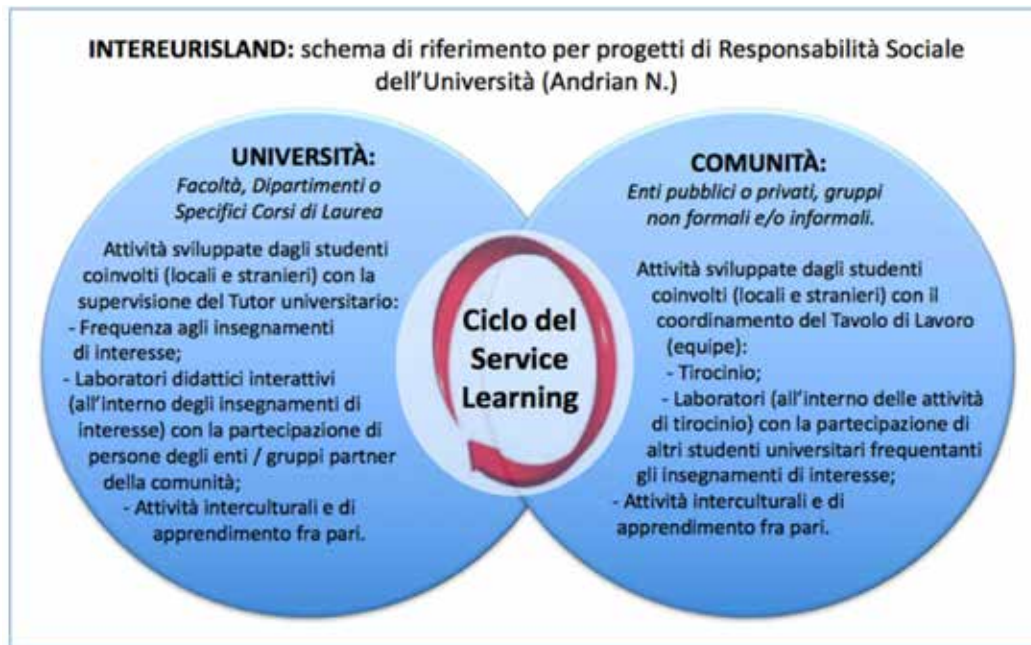 INTEREURISLAND: schema di riferimento per progetti di Responsabilità Sociale
dell'Università (Andrian N.)
UNIVERSITÀ:
Facoltà, Dipartimenti o
Specifici Corsi di Laurea
Attività sviluppate dagli studenti
coinvolti (locali e stranieri) con la
supervisione del Tutor universitario:
- Frequenza agli insegnamenti
di interesse;
- Laboratori didattici interattivi
(all'interno degli insegnamenti di
interesse) con la partecipazione di
persone degli enti / gruppi partner
della comunità;
- Attività interculturali e di
apprendimento fra pari.
Ciclo del
Service
Learning
COMUNITÀ:
Enti pubblici o privati, gruppi
non formali e/o informali.
Attività sviluppate dagli studenti
coinvolti (locali e stranieri) con il
coordinamento del Tavolo di Lavoro
(equipe):
- Tirocinio;
- Laboratori (all'interno delle attività
di tirocinio) con la partecipazione di
altri studenti universitari frequentanti
gli insegnamenti di interesse;
- Attività interculturali e di
apprendimento fra pari.